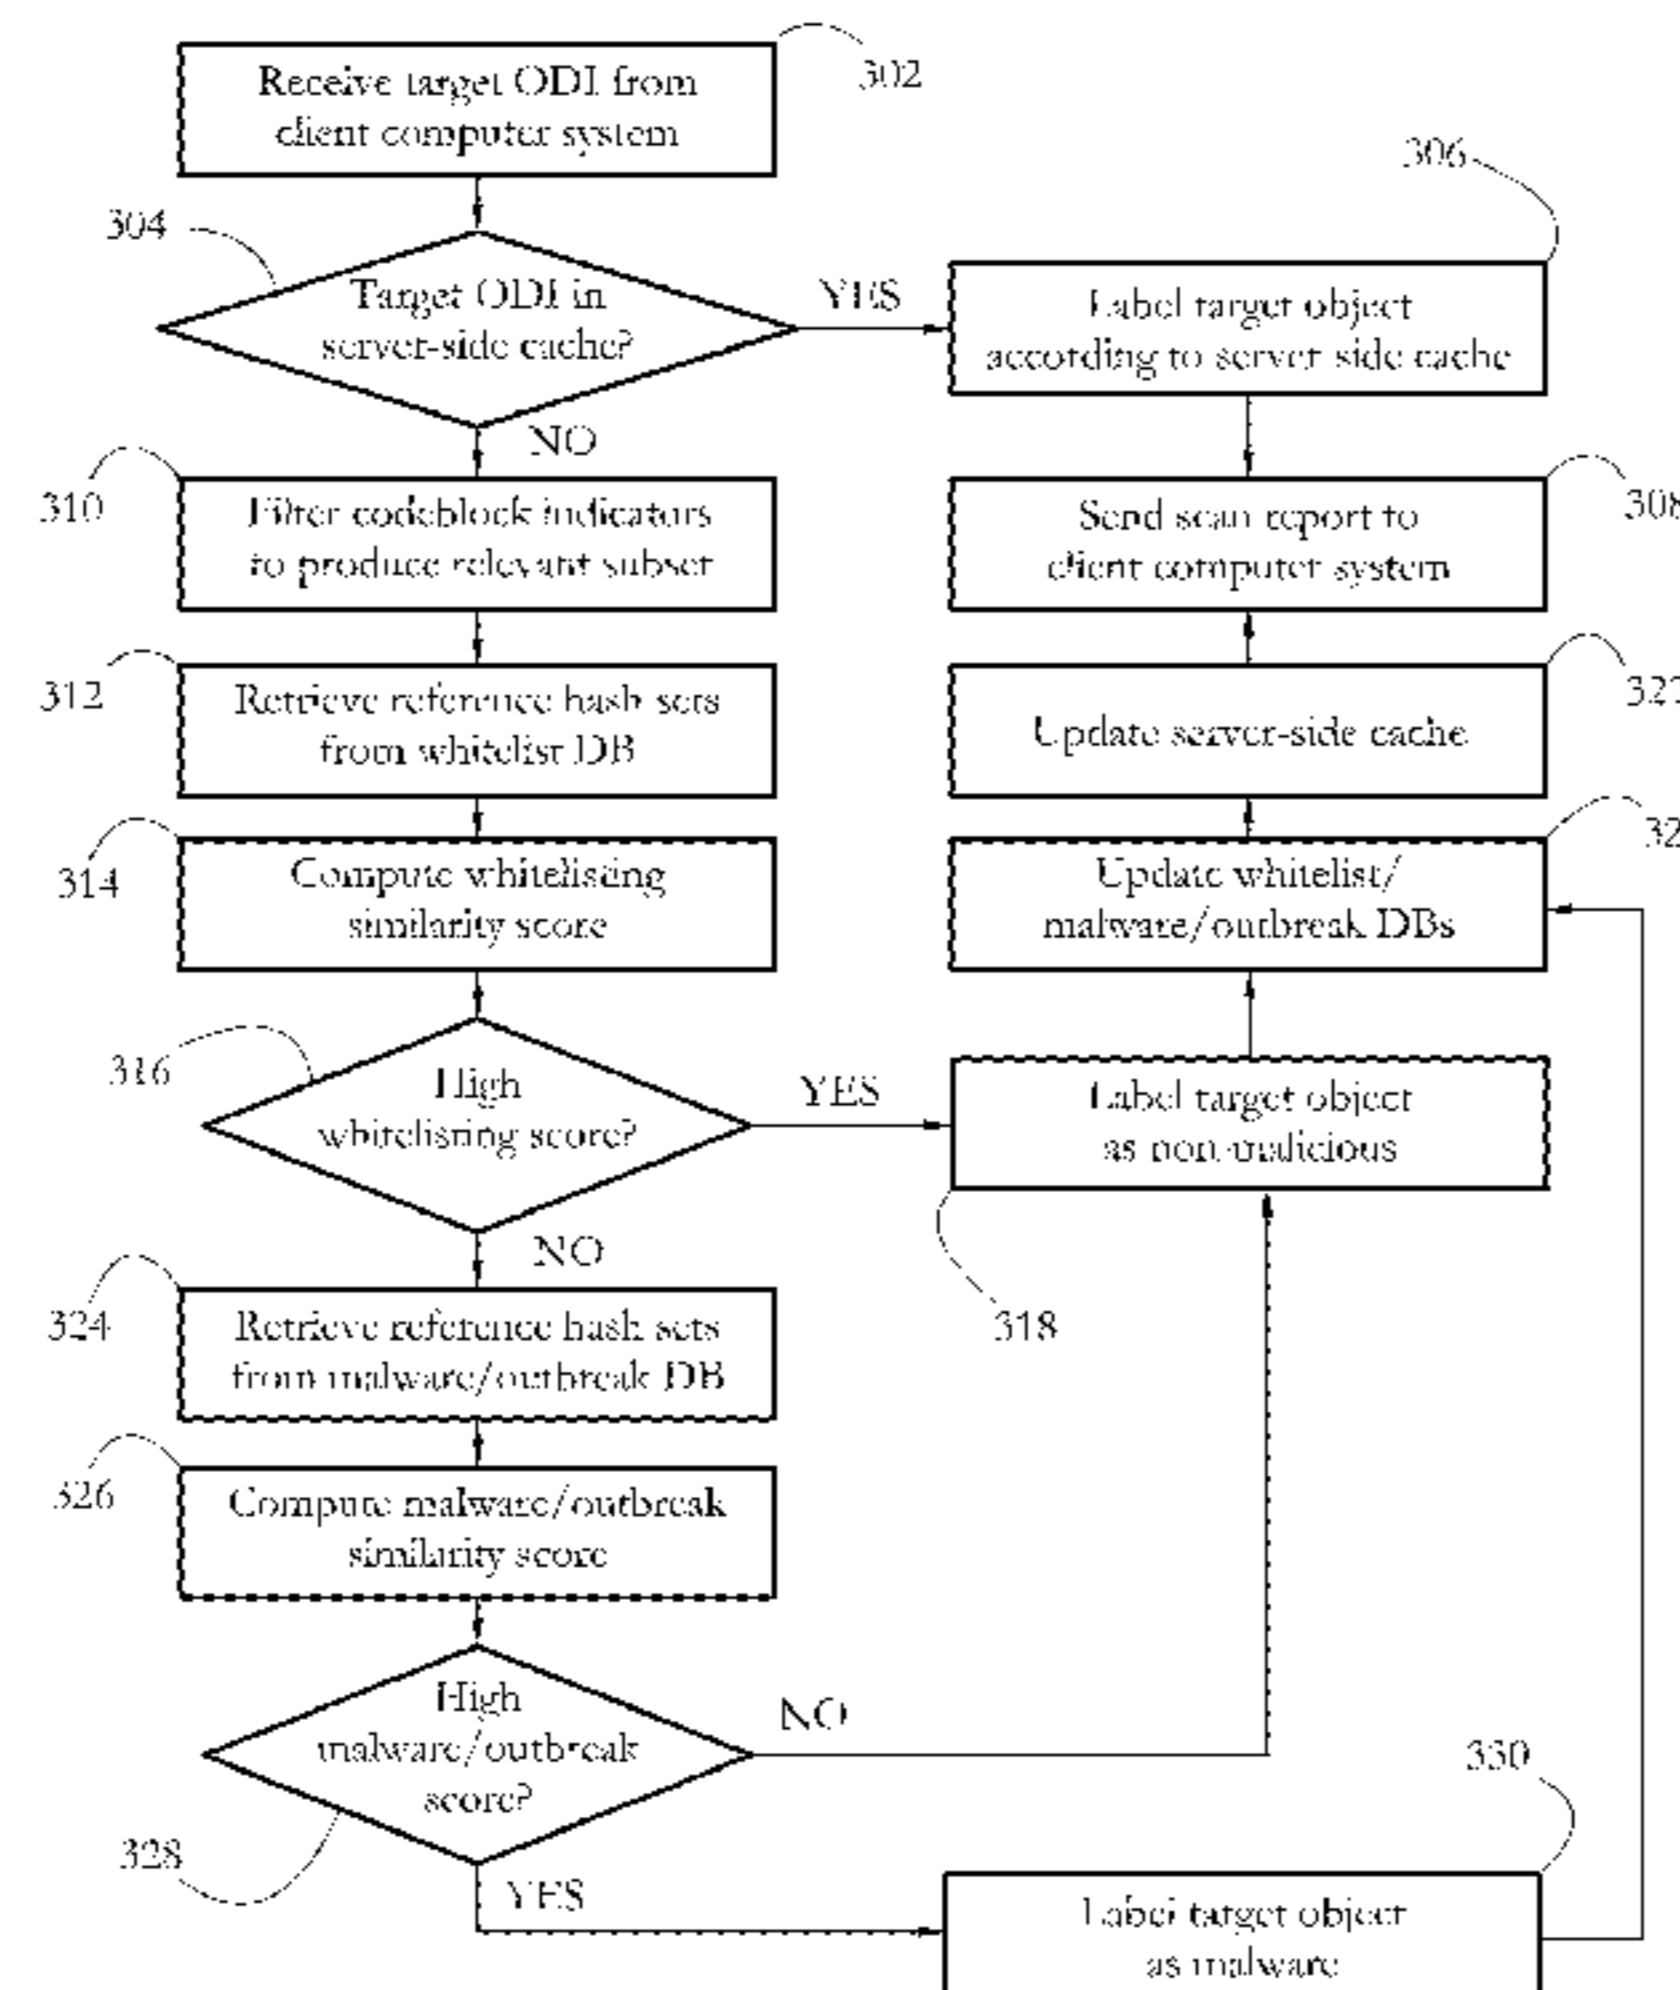 302
Receive target ODI from
client computer system
304
Target ODI in
server-side cache?
YES
306
Label target object
according to server side cache
NO
310
Filter codeblock indicators
to produce relevant subset
308
Send scan report to
client computer system
312
Retrieve reference hash sets
from whitelist DB
Update server-side cache
314
Compute whitelisting
similarity score
Update whitelist/
malware/outbreak DBs
316
High
whitelisting score?
YES
Label target object
as non-malicious
318
NO
324
Retrieve reference hash sets
from malware/outbreak DB
326
Compute malware/outbreak
similarity score
High
malware/outbreak
score?
NO
328
YES
330
Label target object
as malware